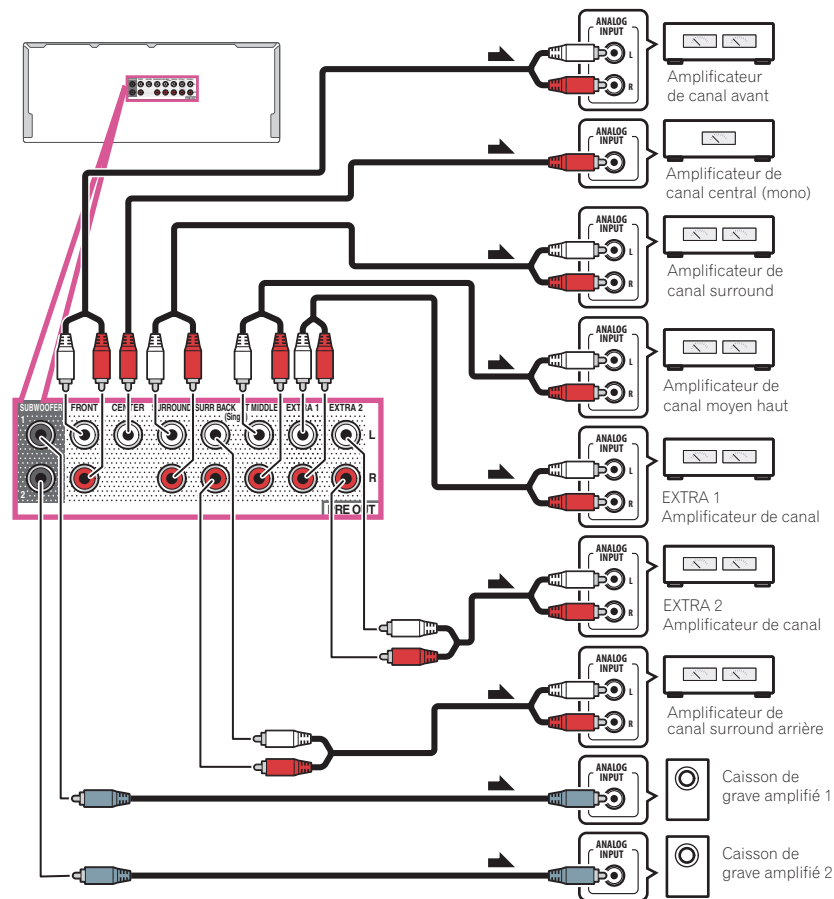 ANALOG
INPUT
L
R
Amplificateur
de canal avant
ANALOG
INPUT
Amplificateur de
canal central (mono)
ANALOG
INPUT
L
R
Amplificateur de
canal surround
ANALOG
INPUT
L
R
Amplificateur de
canal moyen haut
SUBWOOFER
FRONT
CENTER
SURROUND
SURR BACK
T MIDDLE
EXTRA 1
EXTRA 2
1
L
2
R
PRE OUT
ANALOG
INPUT
L
R
EXTRA 1
Amplificateur de canal
ANALOG
INPUT
L
R
EXTRA 2
Amplificateur de canal
ANALOG
INPUT
L
R
Amplificateur de
canal surround arrière
ANALOG
INPUT
Caisson de
grave amplifié 1
ANALOG
INPUT
Caisson de
grave amplifié 2